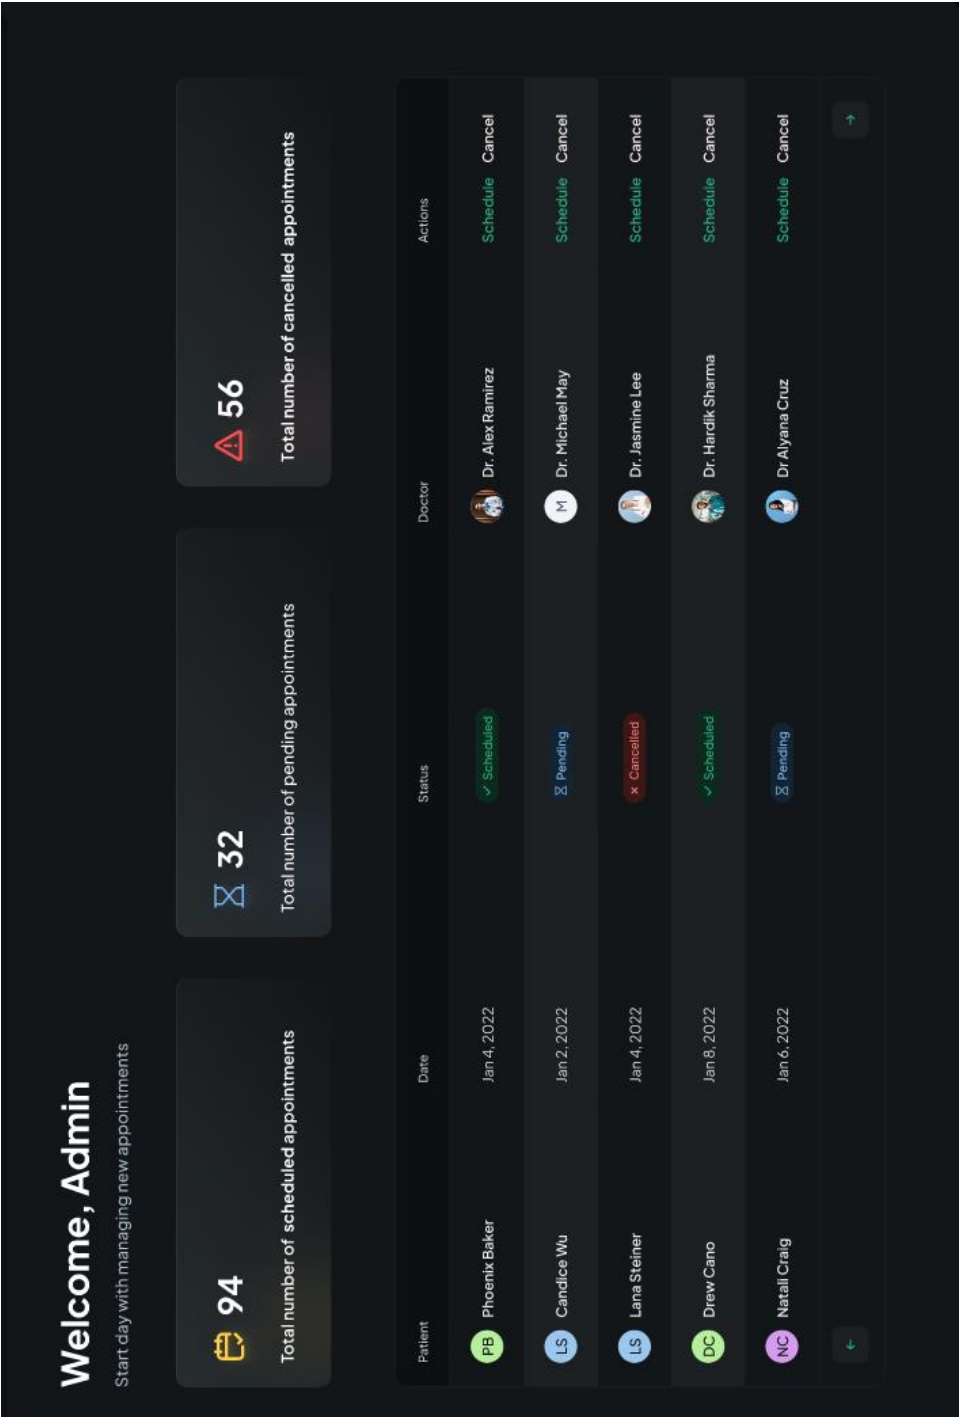 Welcome, Admin
Start day with managing new appointments
94
Total number of scheduled appointments
32
Total number of pending appointments
56
Total number of cancelled appointments
Patient Date Status Doctor Actions
PB Phoenix Baker Jan 4, 2022 Scheduled Dr. Alex Ramirez Schedule Cancel
LS Candice Wu Jan 2, 2022 Pending M Dr. Michael May Schedule Cancel
LS Lana Steiner Jan 4, 2022 Cancelled Dr. Jasmine Lee Schedule Cancel
DC Drew Cano Jan 8, 2022 Scheduled Dr. Hardik Sharma Schedule Cancel
NC Natali Craig Jan 6, 2022 Pending Dr Alyana Cruz Schedule Cancel